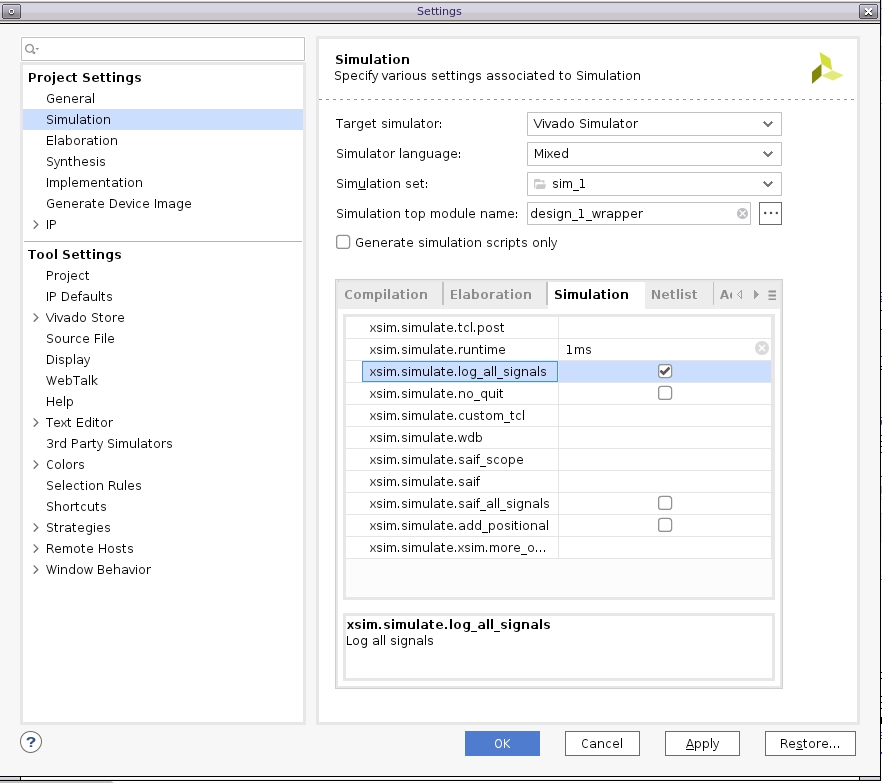 Settings
Project Settings
General
Simulation
Elaboration
Synthesis
Implementation
Generate Device Image
IP
Tool Settings
Project
IP Defaults
Vivado Store
Source File
Display
WebTalk
Help
Text Editor
3rd Party Simulators
Colors
Selection Rules
Shortcuts
Strategies
Remote Hosts
Window Behavior
Simulation
Specify various settings associated to Simulation
Target simulator: Vivado Simulator
Simulator language: Mixed
Simulation set: sim_1
Simulation top module name: design_1_wrapper ...
Generate simulation scripts only
Compilation Elaboration Simulation Netlist
xsim.simulate.tcl.post
xsim.simulate.runtime 1ms
xsim.simulate.log_all_signals
xsim.simulate.no_quit
xsim.simulate.custom_tcl
xsim.simulate.wdb
xsim.simulate.saif_scope
xsim.simulate.saif
xsim.simulate.saif_all_signals
xsim.simulate.add_positional
xsim.simulate.xsim.more_o...
xsim.simulate.log_all_signals
Log all signals
? OK Cancel Apply Restore...